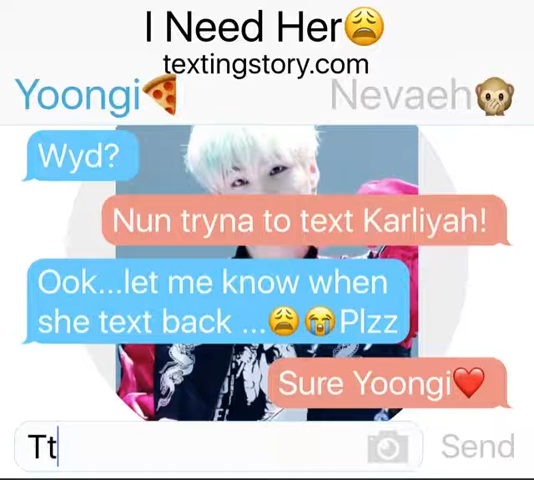 I Need Her😩
textingstory.com
Yoongi🍕 Nevaeh🙊
Wyd?
Nun tryna to text Karliyah!
Ook...let me know when
she text back ...😩😭Plzz
Sure Yoongi❤️
Tt Send